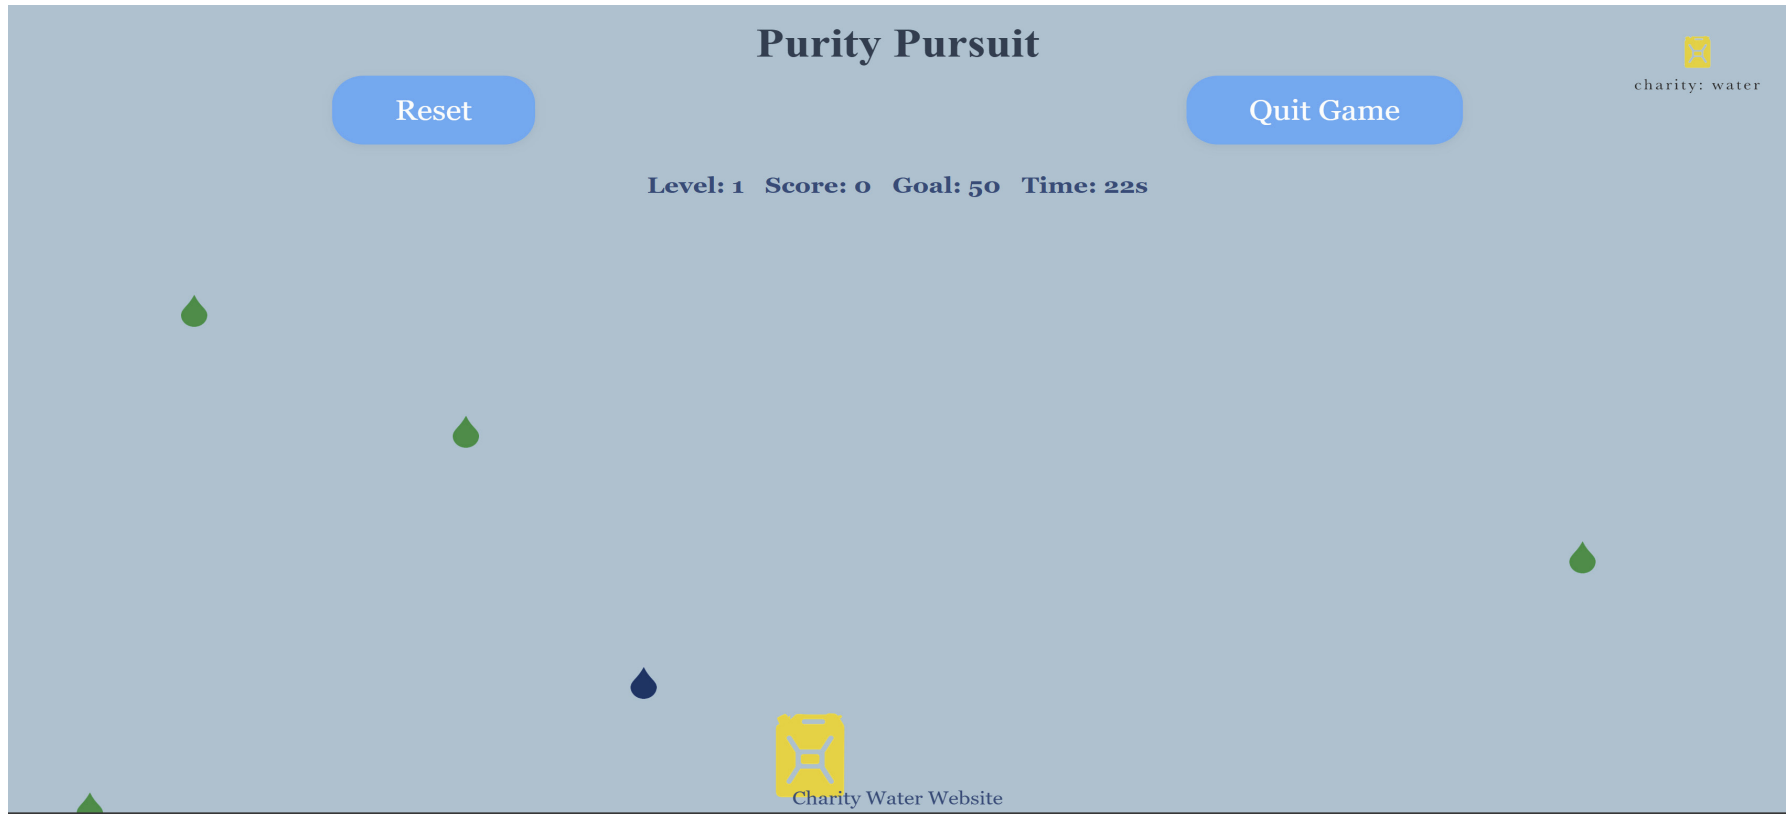 Purity Pursuit
charity: water
Reset
Quit Game
Level: 1 Score: 0 Goal: 50 Time: 22s
Charity Water Website